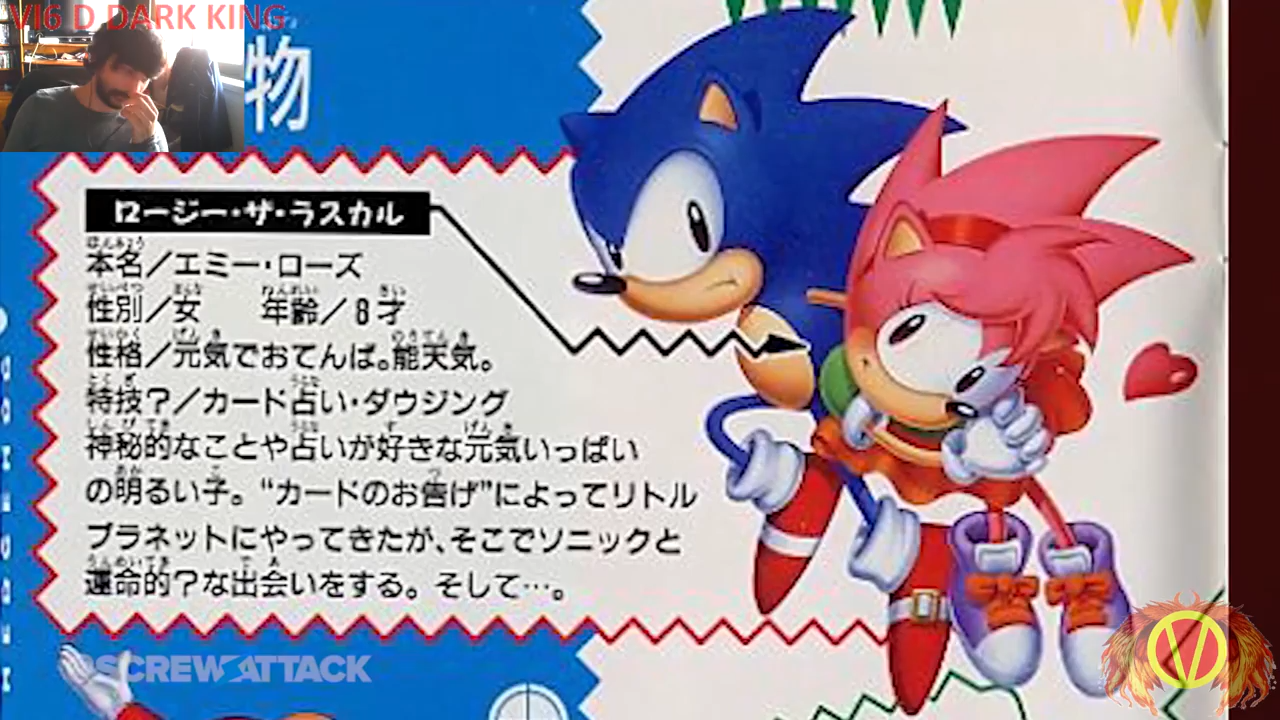 VI6 D DARK KING
物
ロージー・ザ・ラスカル
本名／エミー・ローズ
性別／女 年齢／8才
性格／元気でおてんば。能天気。
特技？／カード占い・ダウジング
神秘的なことや占いが好きな元気いっぱい
の明るい子。“カードのお告げ”によってリトル
プラネットにやってきたが、そこでソニックと
運命的？な出会いをする。そして…。
SCREWATTACK